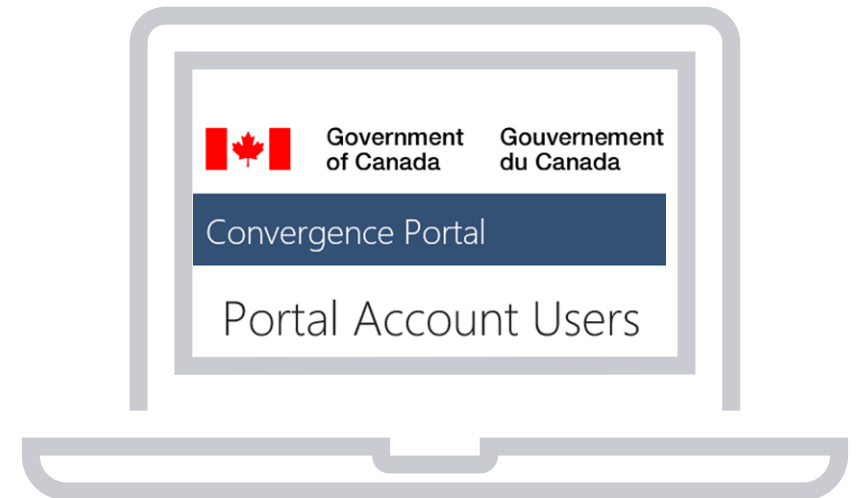 Government of Canada
Gouvernement du Canada
Convergence Portal
Portal Account Users